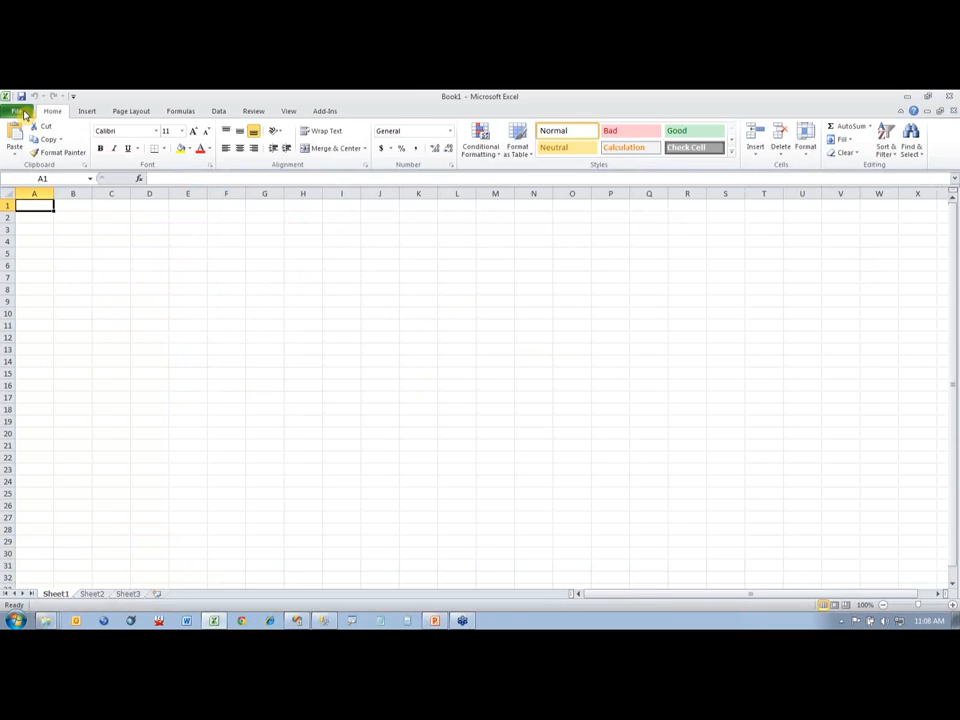 Book1 - Microsoft Excel
File Home Insert Page Layout Formulas Data Review View Add-Ins
Cut
Copy
Format Painter
Paste
Clipboard
Calibri 11
B I U
Font
Wrap Text
Merge & Center
Alignment
General
$ % ,
Number
Conditional Formatting
Format as Table
Normal Bad Good
Neutral Calculation Check Cell
Styles
Insert Delete Format
Cells
AutoSum
Fill
Clear
Sort & Filter
Find & Select
Editing
A1 fx
A B C D E F G H I J K L M N O P Q R S T U V W X
1
2
3
4
5
6
7
8
9
10
11
12
13
14
15
16
17
18
19
20
21
22
23
24
25
26
27
28
29
30
31
32
Sheet1 Sheet2 Sheet3
Ready 100%
11:08 AM